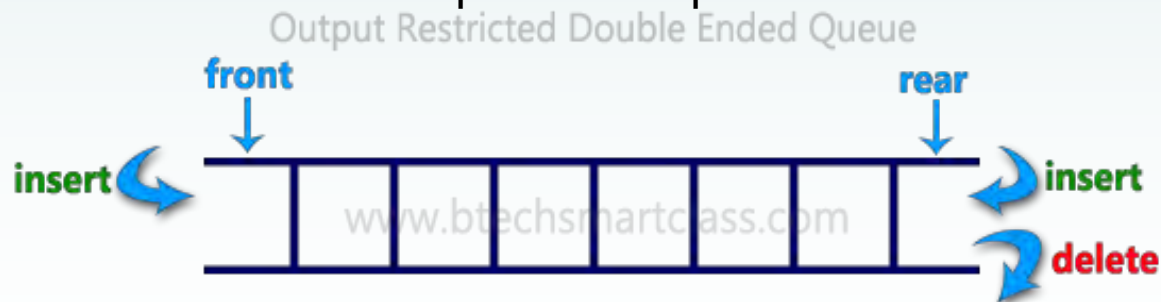 Output Restricted Double Ended Queue
front
rear
insert
insert
www.btechsmartclass.com
delete